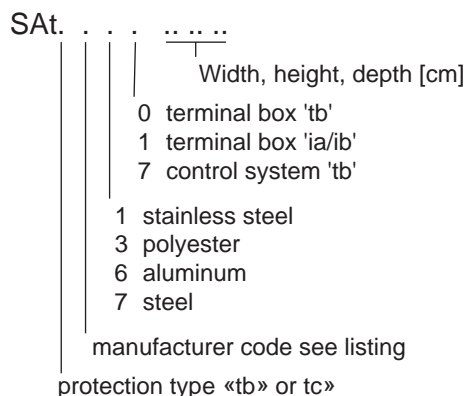 SAt. . . . .. .. ..
Width, height, depth [cm]
0 terminal box 'tb'
1 terminal box 'ia/ib'
7 control system 'tb'
1 stainless steel
3 polyester
6 aluminum
7 steel
manufacturer code see listing
protection type «tb» or tc»